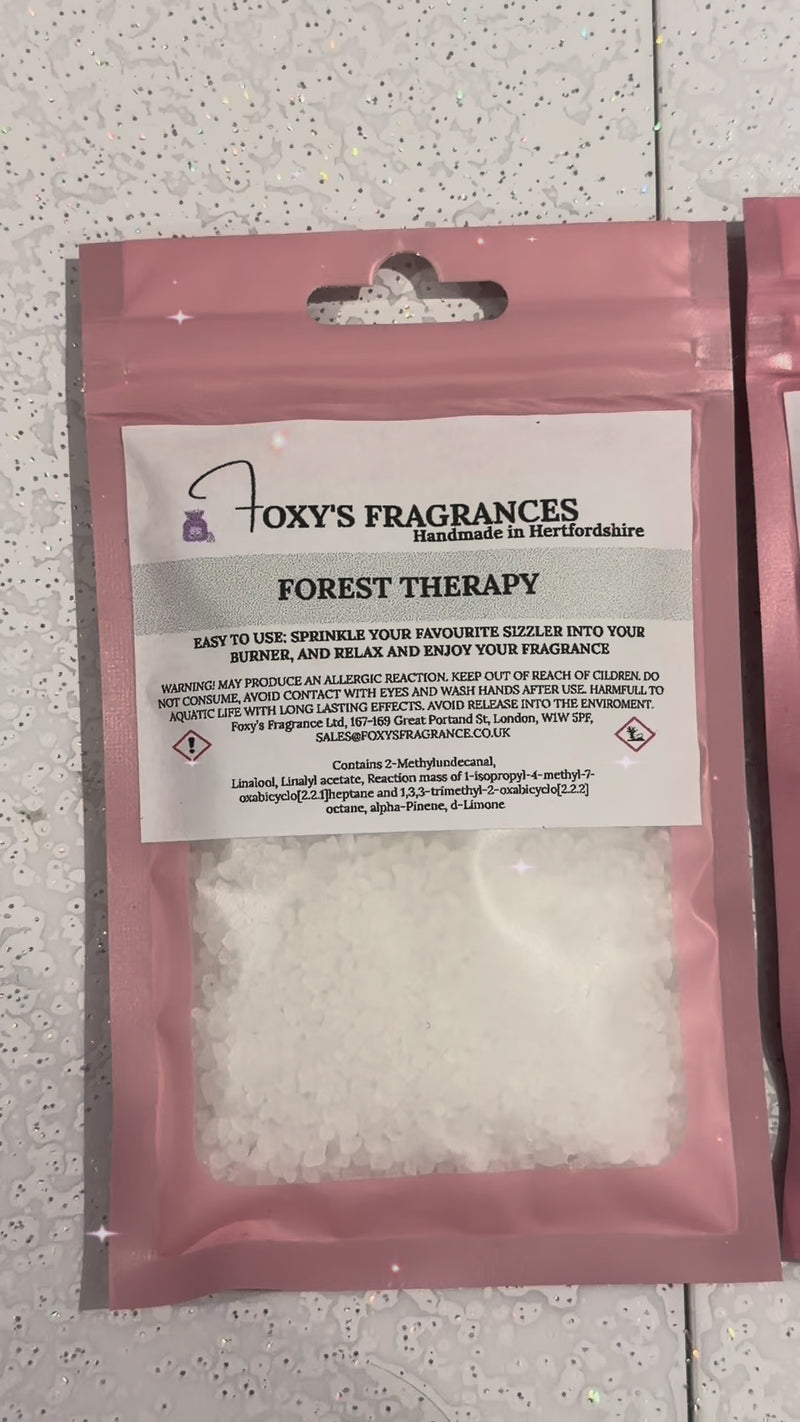 FOXY'S FRAGRANCES
Handmade in Hertfordshire
FOREST THERAPY
EASY TO USE: SPRINKLE YOUR FAVOURITE SIZZLER INTO YOUR
BURNER, AND RELAX AND ENJOY YOUR FRAGRANCE
WARNING! MAY PRODUCE AN ALLERGIC REACTION. KEEP OUT OF REACH OF CILDREN. DO
NOT CONSUME, AVOID CONTACT WITH EYES AND WASH HANDS AFTER USE. HARMFULL TO
AQUATIC LIFE WITH LONG LASTING EFFECTS. AVOID RELEASE INTO THE ENVIROMENT.
Foxy's Fragrance Ltd, 167-169 Great Portand St, London, W1W 5PF,
SALES@FOXYSFRAGRANCE.CO.UK
Contains 2-Methylundecanal,
Linalool, Linalyl acetate, Reaction mass of 1-isopropyl-4-methyl-7-
oxabicyclo[2.2.1]heptane and 1,3,3-trimethyl-2-oxabicyclo[2.2.2]
octane, alpha-Pinene, d-Limone